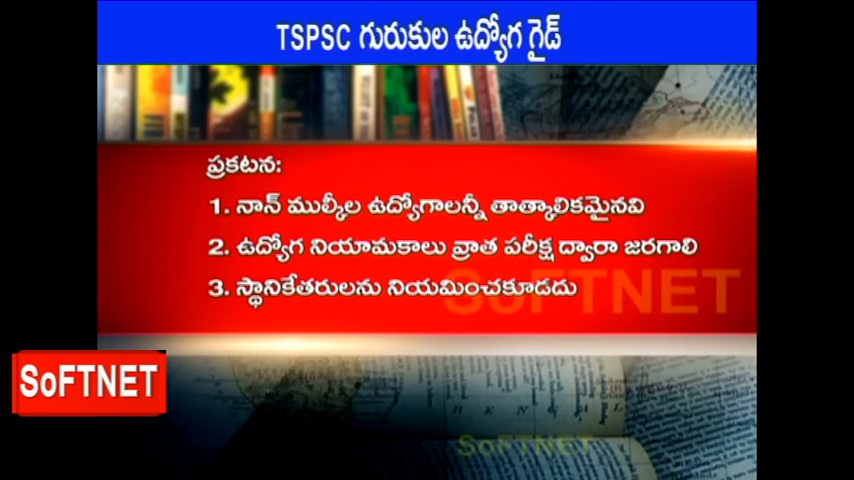 TSPSC గురుకుల ఉద్యోగ గైడ్
ప్రకటన:
1. నాన్ ముల్కీల ఉద్యోగాలన్నీ తాత్కాలికమైనవి
2. ఉద్యోగ నియామకాలు వ్రాత పరీక్ష ద్వారా జరగాలి
3. స్థానికేతరులను నియమించకూడదు
SoFTNET
SoFTNET
BENGAL
SoFTNET